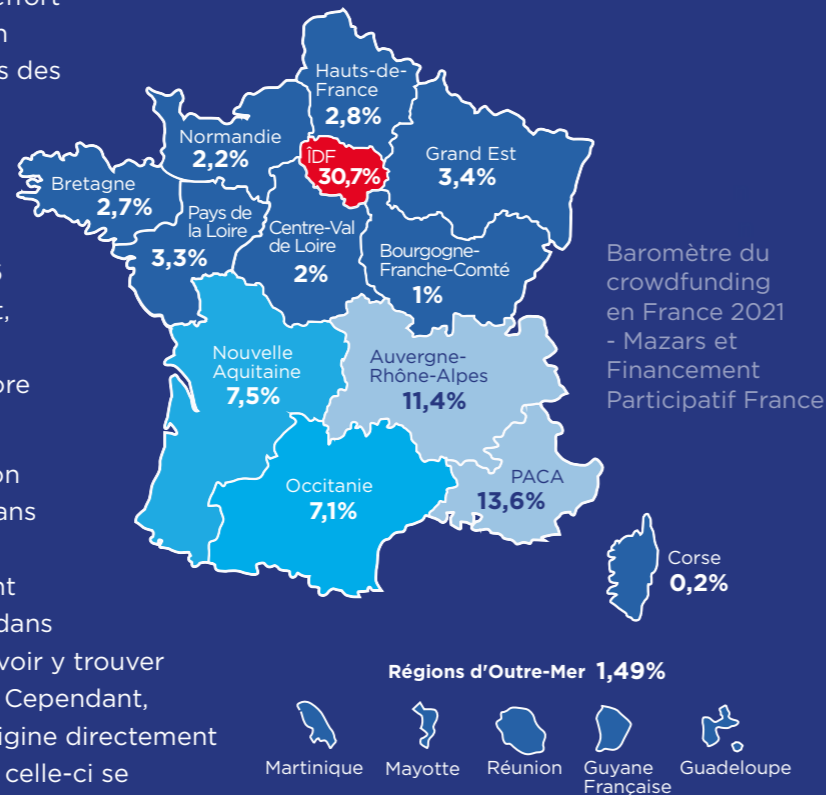 effort
n
s des
t,
ore
on
ans
nt
dans
voir y trouver
Cependant,
igine directement
celle-ci se
Hauts-de-
France
2,8%
Normandie
2,2%
ÎDF
30,7%
Grand Est
3,4%
Bretagne
2,7%
Pays de
la Loire
3,3%
Centre-Val
de Loire
2%
Bourgogne-
Franche-Comté
1%
Nouvelle
Aquitaine
7,5%
Auvergne-
Rhône-Alpes
11,4%
Occitanie
7,1%
PACA
13,6%
Corse
0,2%
Baromètre du
crowdfunding
en France 2021
- Mazars et
Financement
Participatif France
Régions d'Outre-Mer 1,49%
Martinique
Mayotte
Réunion
Guyane
Française
Guadeloupe